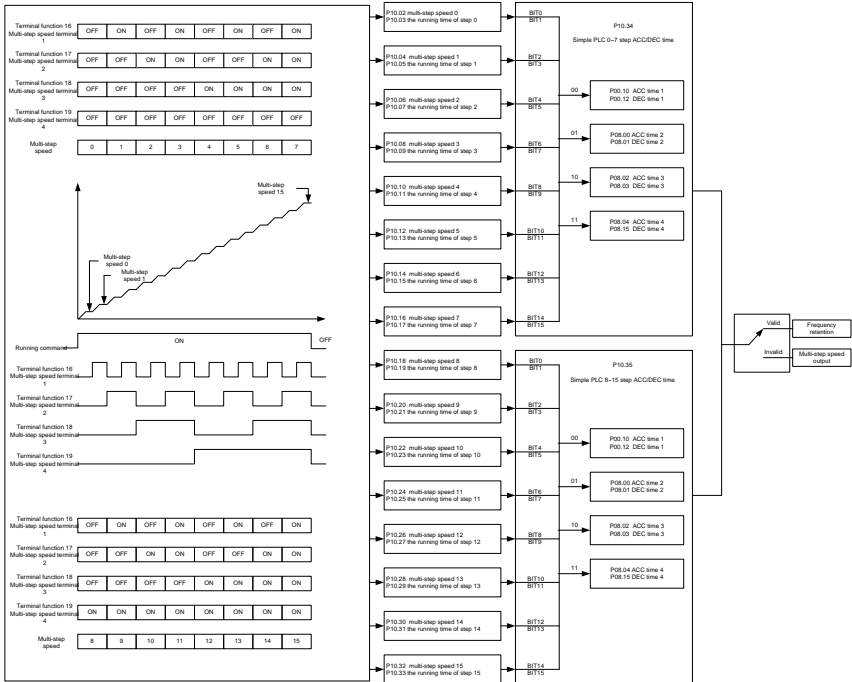 Terminal function 16
Multi-step speed terminal
1
OFF ON OFF ON OFF ON OFF ON
Terminal function 17
Multi-step speed terminal
2
OFF OFF ON ON OFF OFF ON ON
Terminal function 18
Multi-step speed terminal
3
OFF OFF OFF OFF ON ON ON ON
Terminal function 19
Multi-step speed terminal
4
OFF OFF OFF OFF OFF OFF OFF OFF
Multi-step
speed
0 1 2 3 4 5 6 7
Multi-step
speed 15
Multi-step
speed 0
Multi-step
speed 1
Running command
ON
OFF
Terminal function 16
Multi-step speed terminal
1
Terminal function 17
Multi-step speed terminal
2
Terminal function 18
Multi-step speed terminal
3
Terminal function 19
Multi-step speed terminal
4
Terminal function 16
Multi-step speed terminal
1
OFF ON OFF ON OFF ON OFF ON
Terminal function 17
Multi-step speed terminal
2
OFF OFF ON ON OFF OFF ON ON
Terminal function 18
Multi-step speed terminal
3
OFF OFF OFF OFF ON ON ON ON
Terminal function 19
Multi-step speed terminal
4
ON ON ON ON ON ON ON ON
Multi-step
speed
8 9 10 11 12 13 14 15
P10.02 multi-step speed 0
P10.03 the running time of step 0
P10.04 multi-step speed 1
P10.05 the running time of step 1
P10.06 multi-step speed 2
P10.07 the running time of step 2
P10.08 multi-step speed 3
P10.09 the running time of step 3
P10.10 multi-step speed 4
P10.11 the running time of step 4
P10.12 multi-step speed 5
P10.13 the running time of step 5
P10.14 multi-step speed 6
P10.15 the running time of step 6
P10.16 multi-step speed 7
P10.17 the running time of step 7
P10.18 multi-step speed 8
P10.19 the running time of step 8
P10.20 multi-step speed 9
P10.21 the running time of step 9
P10.22 multi-step speed 10
P10.23 the running time of step 10
P10.24 multi-step speed 11
P10.25 the running time of step 11
P10.26 multi-step speed 12
P10.27 the running time of step 12
P10.28 multi-step speed 13
P10.29 the running time of step 13
P10.30 multi-step speed 14
P10.31 the running time of step 14
P10.32 multi-step speed 15
P10.33 the running time of step 15
BIT0
BIT1
BIT2
BIT3
BIT4
BIT5
BIT6
BIT7
BIT8
BIT9
BIT10
BIT11
BIT12
BIT13
BIT14
BIT15
P10.34
Simple PLC 0–7 step ACC/DEC time
00
P00.10 ACC time 1
P00.12 DEC time 1
01
P08.00 ACC time 2
P08.01 DEC time 2
10
P08.02 ACC time 3
P08.03 DEC time 3
11
P08.04 ACC time 4
P08.15 DEC time 4
BIT0
BIT1
BIT2
BIT3
BIT4
BIT5
BIT6
BIT7
BIT8
BIT9
BIT10
BIT11
BIT12
BIT13
BIT14
BIT15
P10.35
Simple PLC 8–15 step ACC/DEC time
00
P00.10 ACC time 1
P00.12 DEC time 1
01
P08.00 ACC time 2
P08.01 DEC time 2
10
P08.02 ACC time 3
P08.03 DEC time 3
11
P08.04 ACC time 4
P08.15 DEC time 4
Valid
Invalid
Frequency
retention
Multi-step speed
output